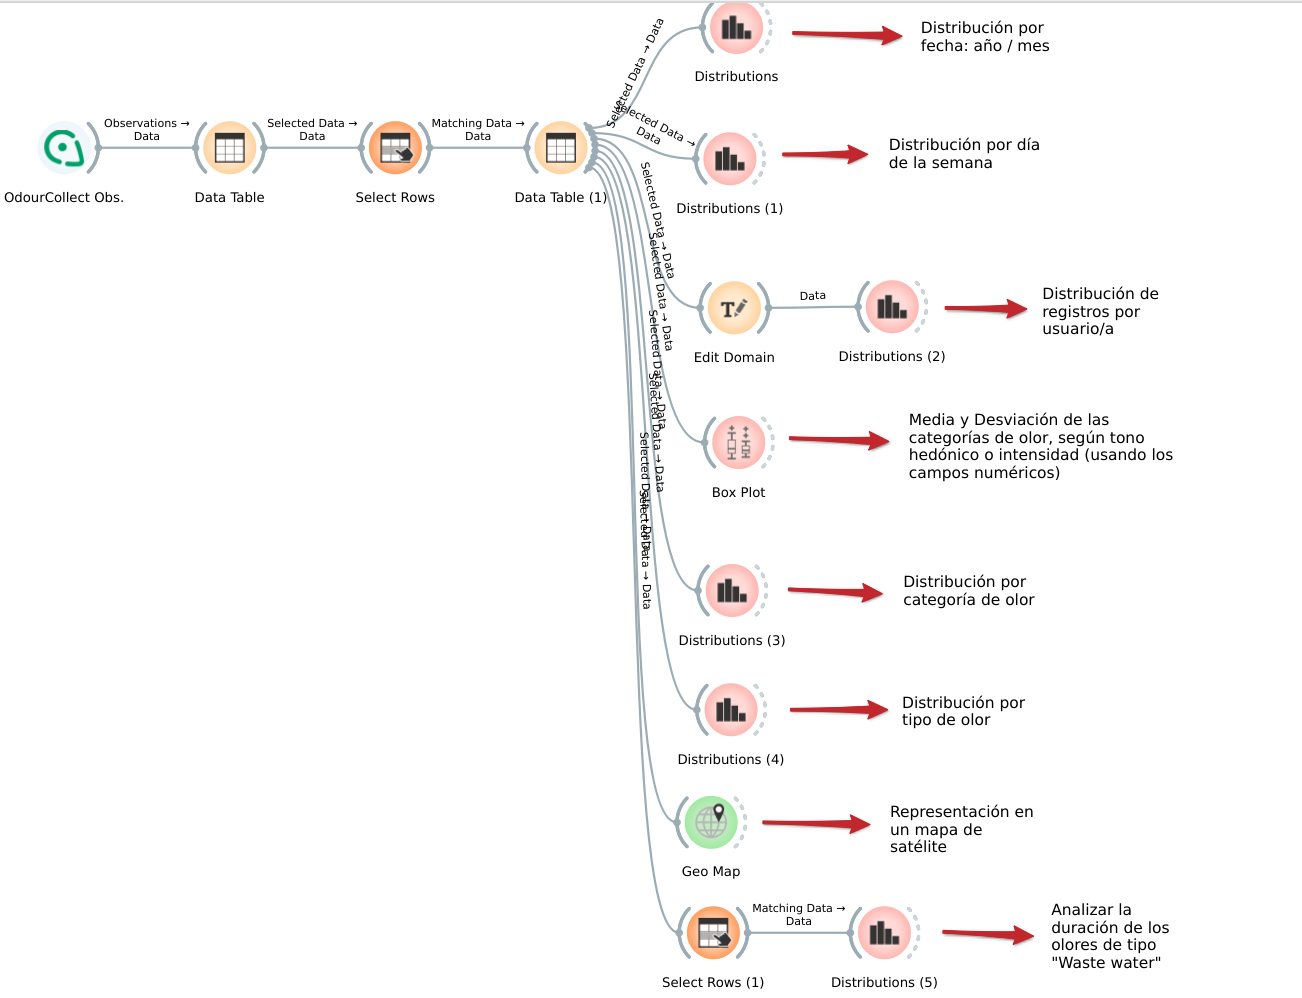 Distribución por
fecha: año / mes
Distributions
Selected Data → Data
Observations →
Data
Selected Data →
Data
Matching Data →
Data
Selected Data →
Data
Distribución por día
de la semana
OdourCollect Obs.
Data Table
Select Rows
Data Table (1)
Distributions (1)
Selected Data → Data
Selected Data → Data
Selected Data → Data
Selected Data → Data
Selected Data → Data
Selected Data → Data
Data
Distribución de
registros por
usuario/a
Edit Domain
Distributions (2)
Media y Desviación de las
categorías de olor, según tono
hedónico o intensidad (usando los
campos numéricos)
Box Plot
Distribución por
categoría de olor
Distributions (3)
Distribución por
tipo de olor
Distributions (4)
Representación en
un mapa de
satélite
Geo Map
Matching Data →
Data
Analizar la
duración de los
olores de tipo
"Waste water"
Select Rows (1)
Distributions (5)